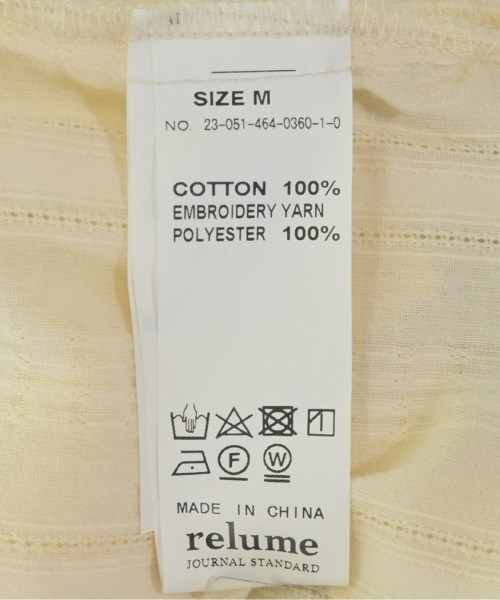 SIZE M
NO. 23-051-464-0360-1-0
COTTON 100%
EMBROIDERY YARN
POLYESTER 100%
F W
MADE IN CHINA
relume
JOURNAL STANDARD